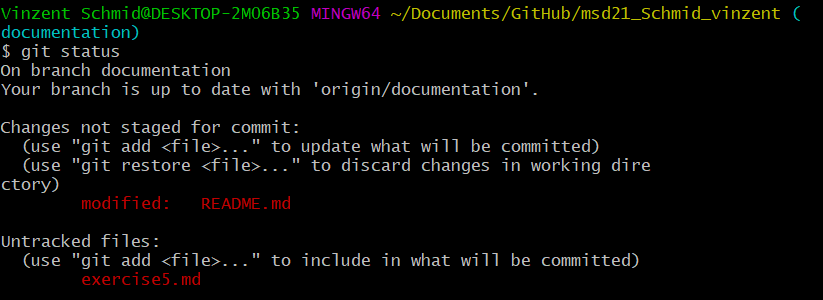 Vinzent Schmid@DESKTOP-2MO6B35 MINGW64 ~/Documents/GitHub/msd21_Schmid_vinzent (
documentation)
$ git status
On branch documentation
Your branch is up to date with 'origin/documentation'.
Changes not staged for commit:
(use "git add <file>..." to update what will be committed)
(use "git restore <file>..." to discard changes in working dire
ctory)
modified:   README.md
Untracked files:
(use "git add <file>..." to include in what will be committed)
exercise5.md